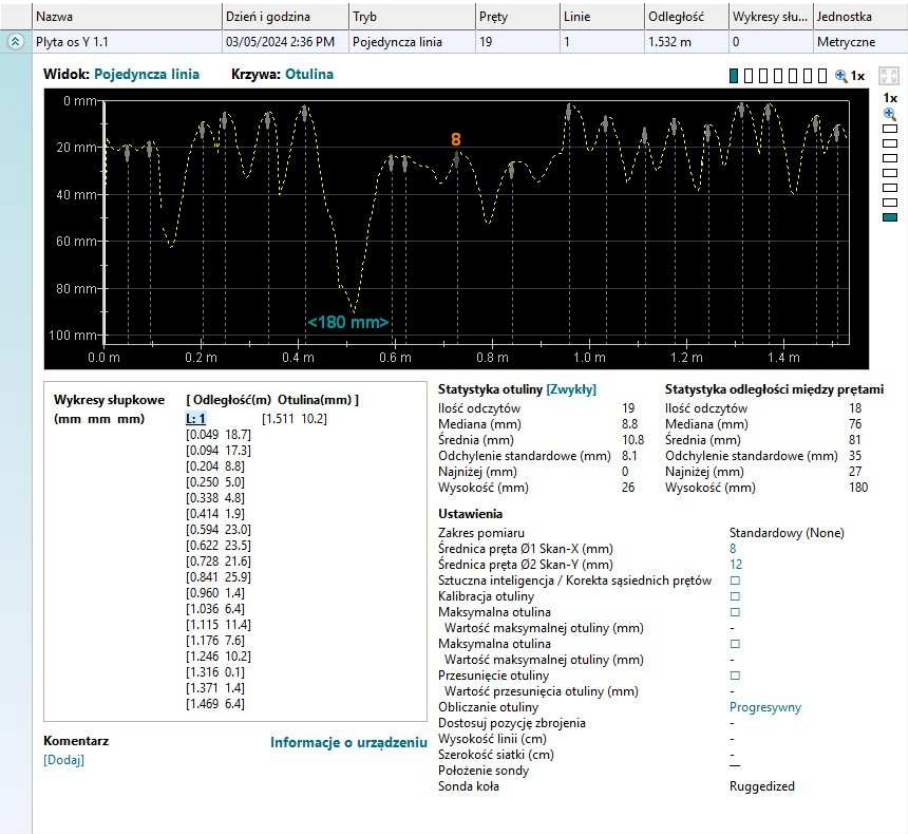 Nazwa Dzień i godzina Tryb Pręty Linie Odległość Wykresy słu... Jednostka
Plyta os Y 1.1 03/05/2024 2:36 PM Pojedyncza linia 19 1 1.532 m 0 Metryczne
Widok: Pojedyncza linia Krzywa: Otulina 1x
1x
0 mm
20 mm
40 mm
60 mm
80 mm
100 mm
8
<180 mm>
0.0 m 0.2 m 0.4 m 0.6 m 0.8 m 1.0 m 1.2 m 1.4 m
Wykresy słupkowe [ Odległość(m) Otulina(mm) ]
(mm mm mm) L: 1 [1.511 10.2]
[0.049 18.7]
[0.094 17.3]
[0.204 8.8]
[0.250 5.0]
[0.338 4.8]
[0.414 1.9]
[0.594 23.0]
[0.622 23.5]
[0.728 21.6]
[0.841 25.9]
[0.960 1.4]
[1.036 6.4]
[1.115 11.4]
[1.176 7.6]
[1.246 10.2]
[1.316 0.1]
[1.371 1.4]
[1.469 6.4]
Komentarz Informacje o urządzeniu
[Dodaj]
Statystyka otuliny [Zwykły]
Ilość odczytów 19
Mediana (mm) 8.8
Średnia (mm) 10.8
Odchylenie standardowe (mm) 8.1
Najniżej (mm) 0
Wysokość (mm) 26
Statystyka odległości między prętami
Ilość odczytów 18
Mediana (mm) 76
Średnia (mm) 81
Odchylenie standardowe (mm) 35
Najniżej (mm) 27
Wysokość (mm) 180
Ustawienia
Zakres pomiaru Standardowy (None)
Średnica pręta Ø1 Skan-X (mm) 8
Średnica pręta Ø2 Skan-Y (mm) 12
Sztuczna inteligencja / Korekta sąsiednich prętów
Kalibracja otuliny
Maksymalna otulina
Wartość maksymalnej otuliny (mm) -
Maksymalna otulina
Wartość maksymalnej otuliny (mm) -
Przesunięcie otuliny
Wartość przesunięcia otuliny (mm) -
Obliczanie otuliny Progresywny
Dostosuj pozycję zbrojenia -
Wysokość linii (cm) -
Szerokość siatki (cm) -
Położenie sondy —
Sonda koła Ruggedized